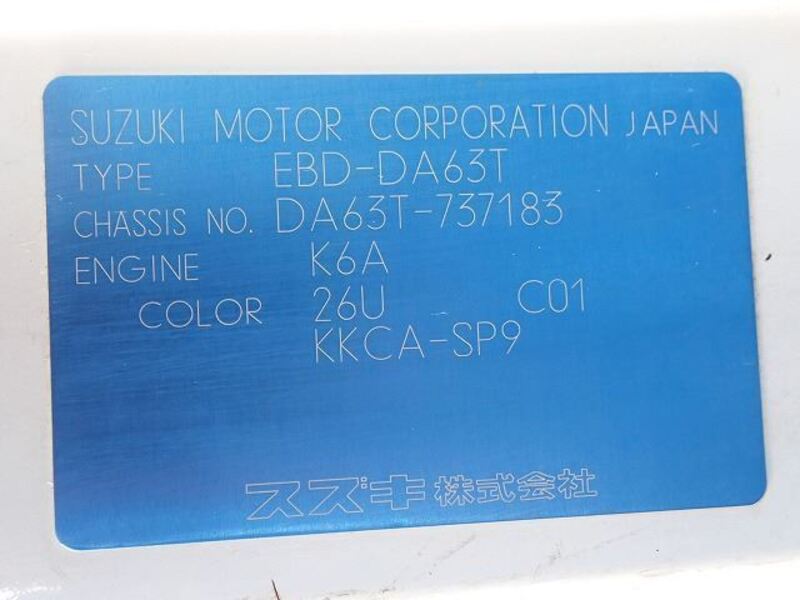 SUZUKI MOTOR CORPORATION JAPAN
TYPE EBD-DA63T
CHASSIS NO. DA63T-737183
ENGINE K6A
COLOR 26U C01
KKCA-SP9
スズキ株式会社